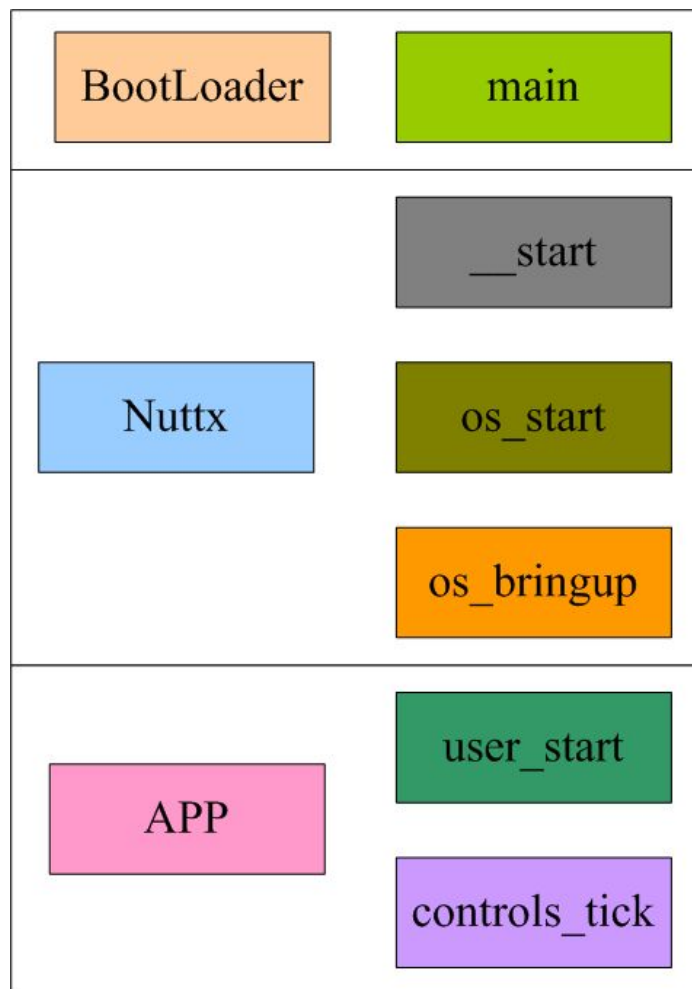 BootLoader
main
__start
Nuttx
os_start
os_bringup
user_start
APP
controls_tick